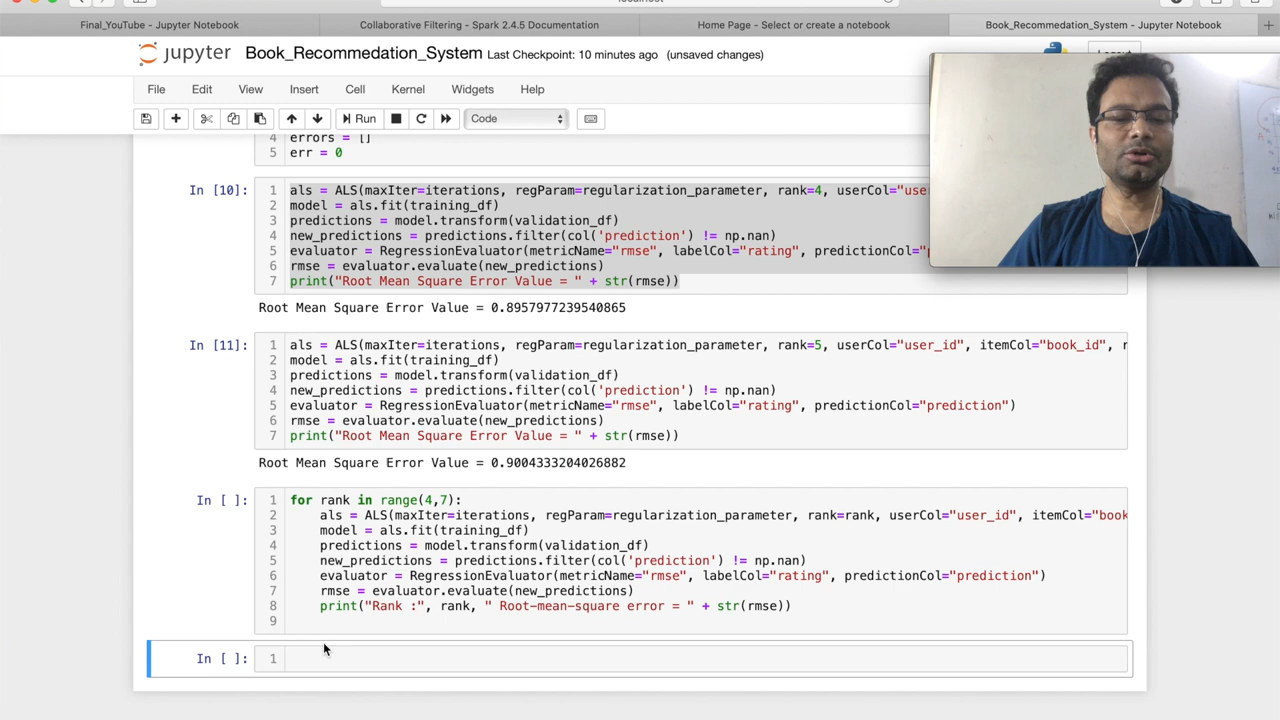 localhost
Final_YouTube - Jupyter Notebook
Collaborative Filtering - Spark 2.4.5 Documentation
Home Page - Select or create a notebook
Book_Recommedation_System - Jupyter Notebook
jupyter Book_Recommedation_System Last Checkpoint: 10 minutes ago (unsaved changes)
File Edit View Insert Cell Kernel Widgets Help
Run Code
4 errors = []
5 err = 0
In [10]:
1 als = ALS(maxIter=iterations, regParam=regularization_parameter, rank=4, userCol="use
2 model = als.fit(training_df)
3 predictions = model.transform(validation_df)
4 new_predictions = predictions.filter(col('prediction') != np.nan)
5 evaluator = RegressionEvaluator(metricName="rmse", labelCol="rating", predictionCol="p
6 rmse = evaluator.evaluate(new_predictions)
7 print("Root Mean Square Error Value = " + str(rmse))
Root Mean Square Error Value = 0.8957977239540865
In [11]:
1 als = ALS(maxIter=iterations, regParam=regularization_parameter, rank=5, userCol="user_id", itemCol="book_id", r
2 model = als.fit(training_df)
3 predictions = model.transform(validation_df)
4 new_predictions = predictions.filter(col('prediction') != np.nan)
5 evaluator = RegressionEvaluator(metricName="rmse", labelCol="rating", predictionCol="prediction")
6 rmse = evaluator.evaluate(new_predictions)
7 print("Root Mean Square Error Value = " + str(rmse))
Root Mean Square Error Value = 0.9004333204026882
In [ ]:
1 for rank in range(4,7):
2 als = ALS(maxIter=iterations, regParam=regularization_parameter, rank=rank, userCol="user_id", itemCol="book
3 model = als.fit(training_df)
4 predictions = model.transform(validation_df)
5 new_predictions = predictions.filter(col('prediction') != np.nan)
6 evaluator = RegressionEvaluator(metricName="rmse", labelCol="rating", predictionCol="prediction")
7 rmse = evaluator.evaluate(new_predictions)
8 print("Rank :", rank, " Root-mean-square error = " + str(rmse))
9
In [ ]: 1